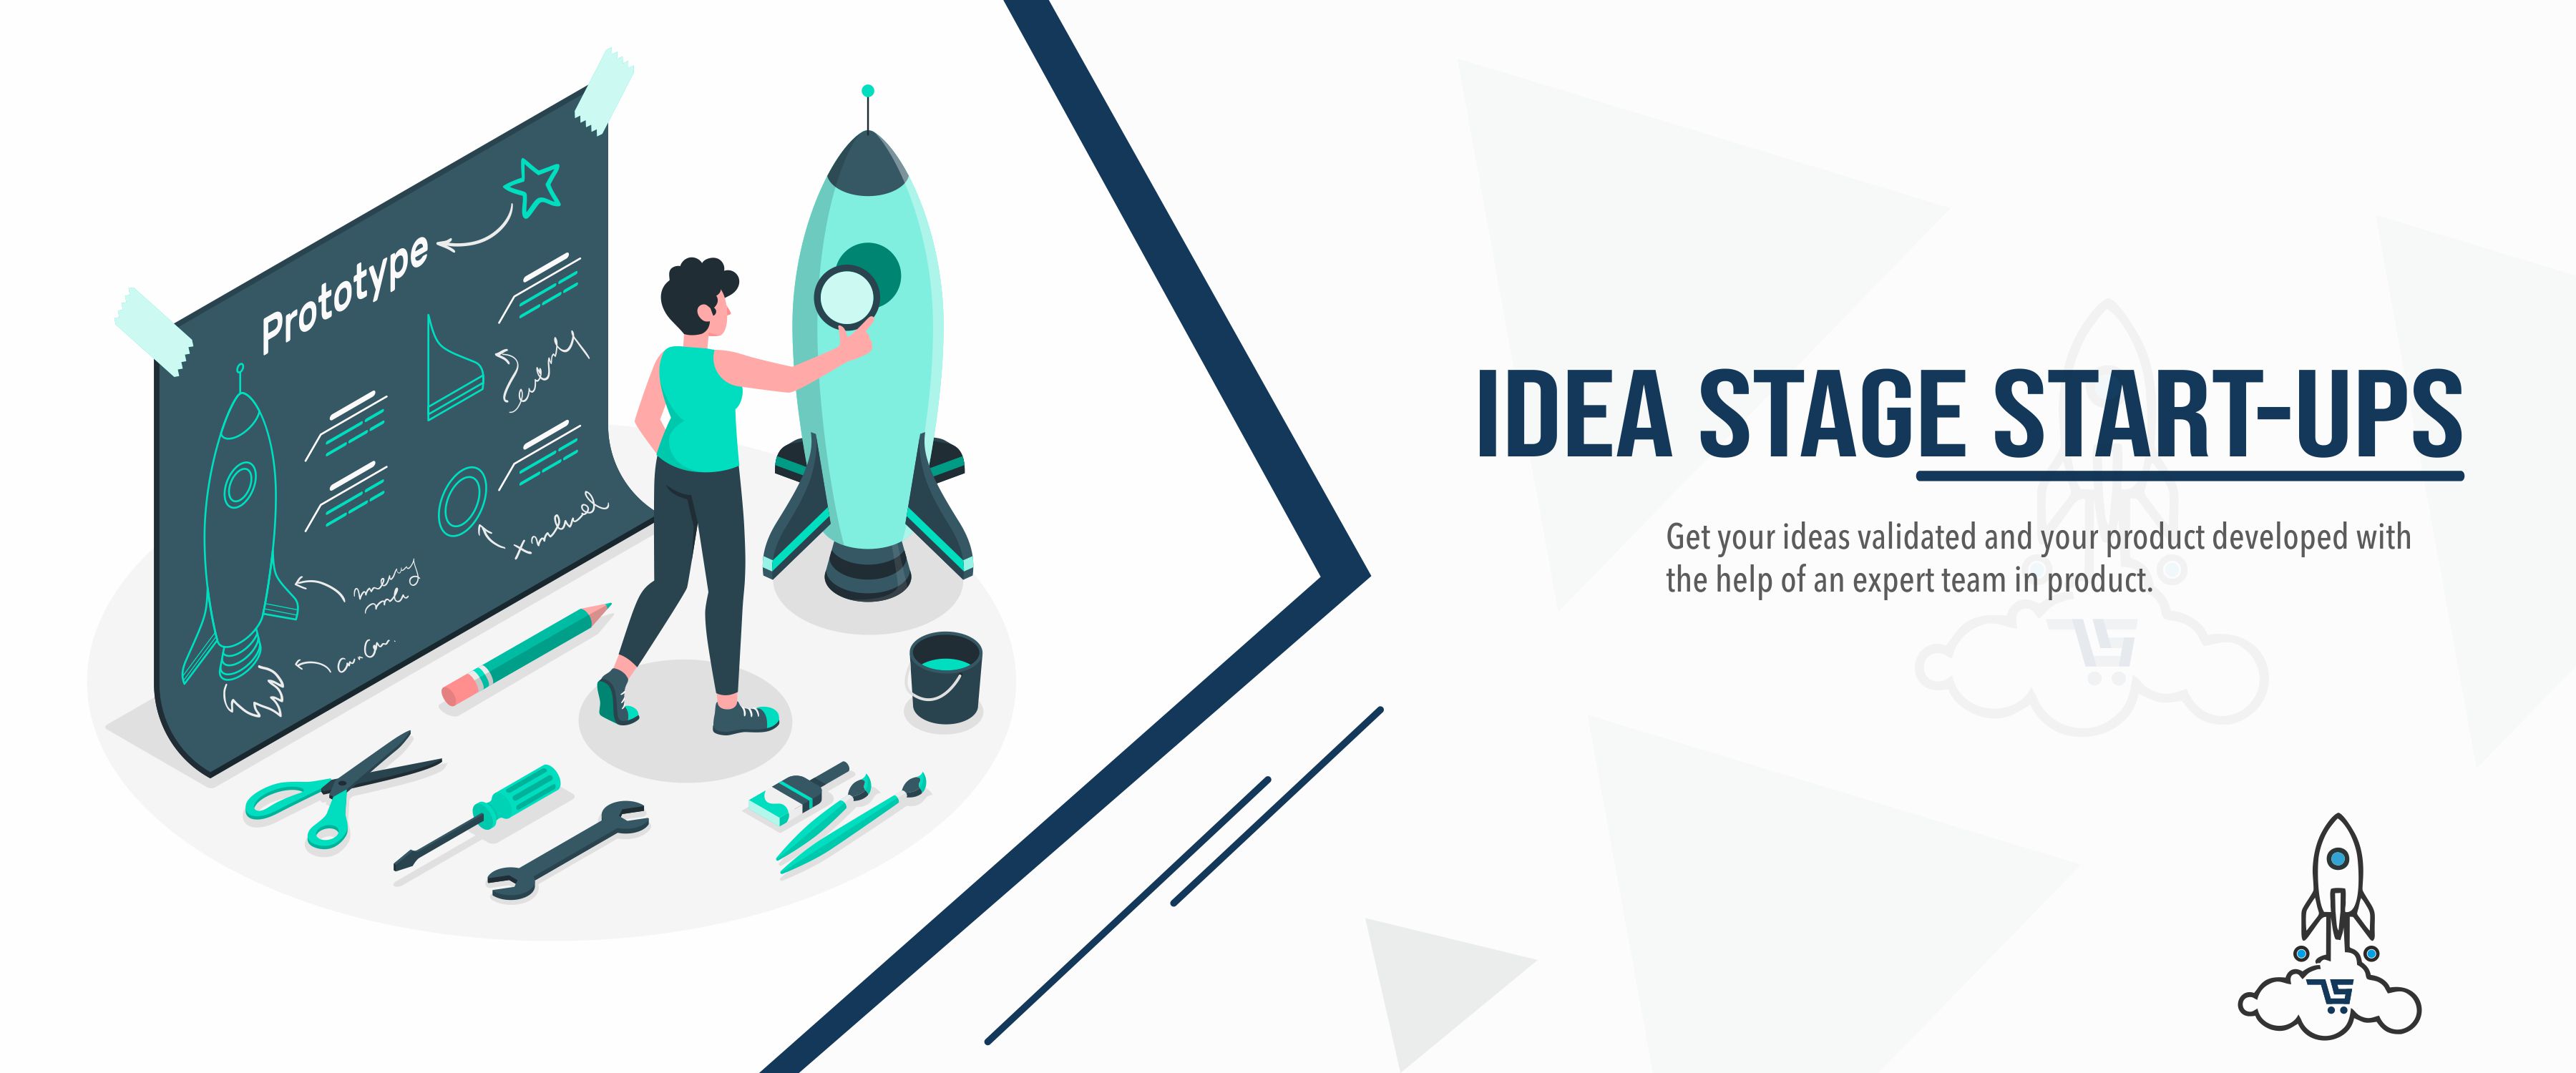 Prototype
IDEA STAGE START-UPS
Get your ideas validated and your product developed with
the help of an expert team in product.